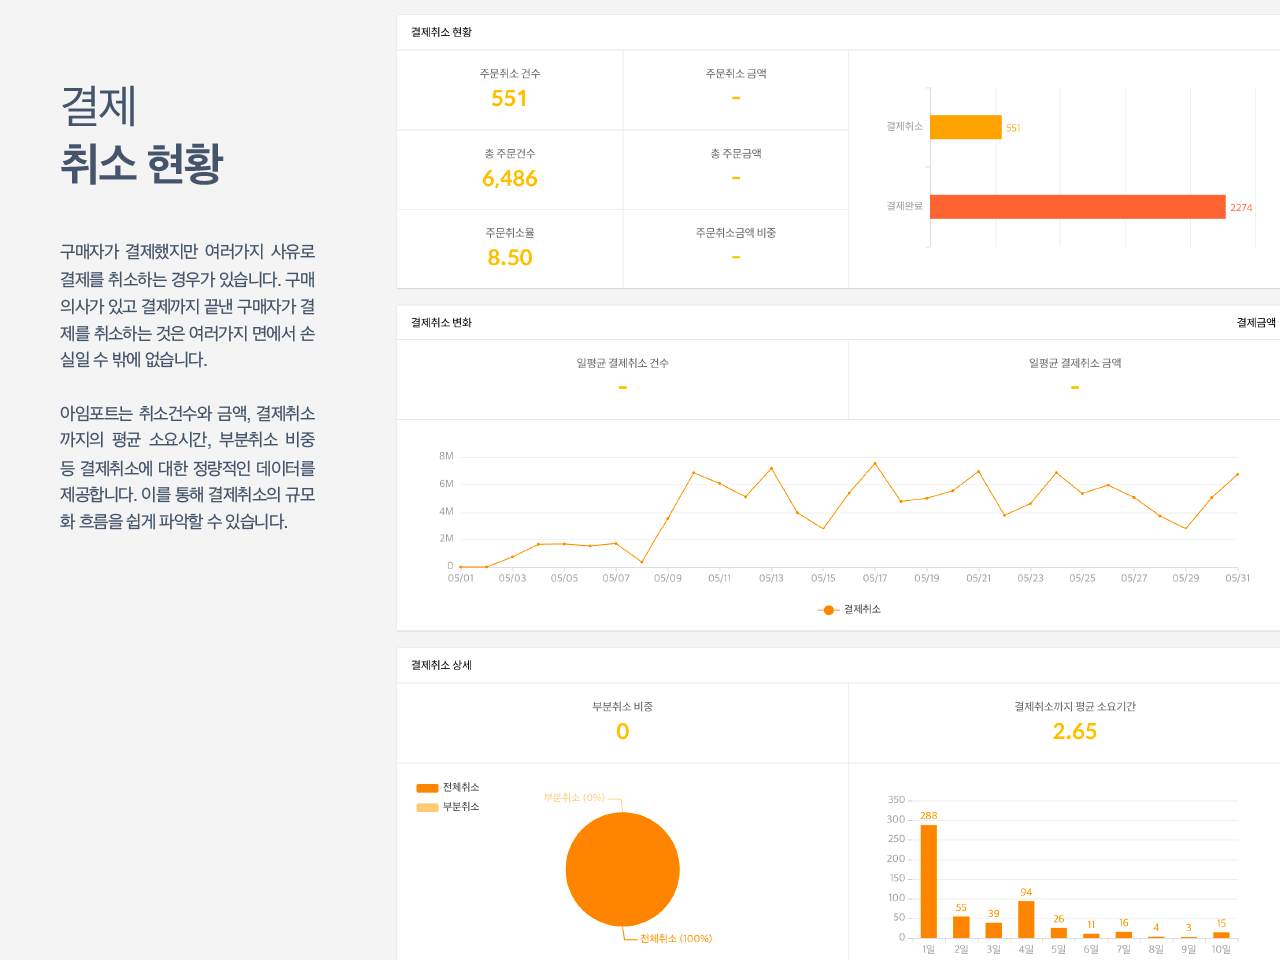 결제
취소 현황
구매자가 결제했지만 여러가지 사유로
결제를 취소하는 경우가 있습니다. 구매
의사가 있고 결제까지 끝낸 구매자가 결
제를 취소하는 것은 여러가지 면에서 손
실일 수 밖에 없습니다.
아임포트는 취소건수와 금액, 결제취소
까지의 평균 소요시간, 부분취소 비중
등 결제취소에 대한 정량적인 데이터를
제공합니다. 이를 통해 결제취소의 규모
화 흐름을 쉽게 파악할 수 있습니다.
결제취소 현황
주문취소 건수
551
주문취소 금액
-
총 주문건수
6,486
총 주문금액
-
주문취소율
8.50
주문취소금액 비중
-
결제취소
551
결제완료
2274
결제취소 변화
결제금액
일평균 결제취소 건수
-
일평균 결제취소 금액
-
8M
6M
4M
2M
0
05/01 05/03 05/05 05/07 05/09 05/11 05/13 05/15 05/17 05/19 05/21 05/23 05/25 05/27 05/29 05/31
결제취소
결제취소 상세
부분취소 비중
0
결제취소까지 평균 소요기간
2.65
전체취소
부분취소
부분취소 (0%)
전체취소 (100%)
350
300
250
200
150
100
50
0
288 55 39 94 26 11 16 4 3 15
1일 2일 3일 4일 5일 6일 7일 8일 9일 10일